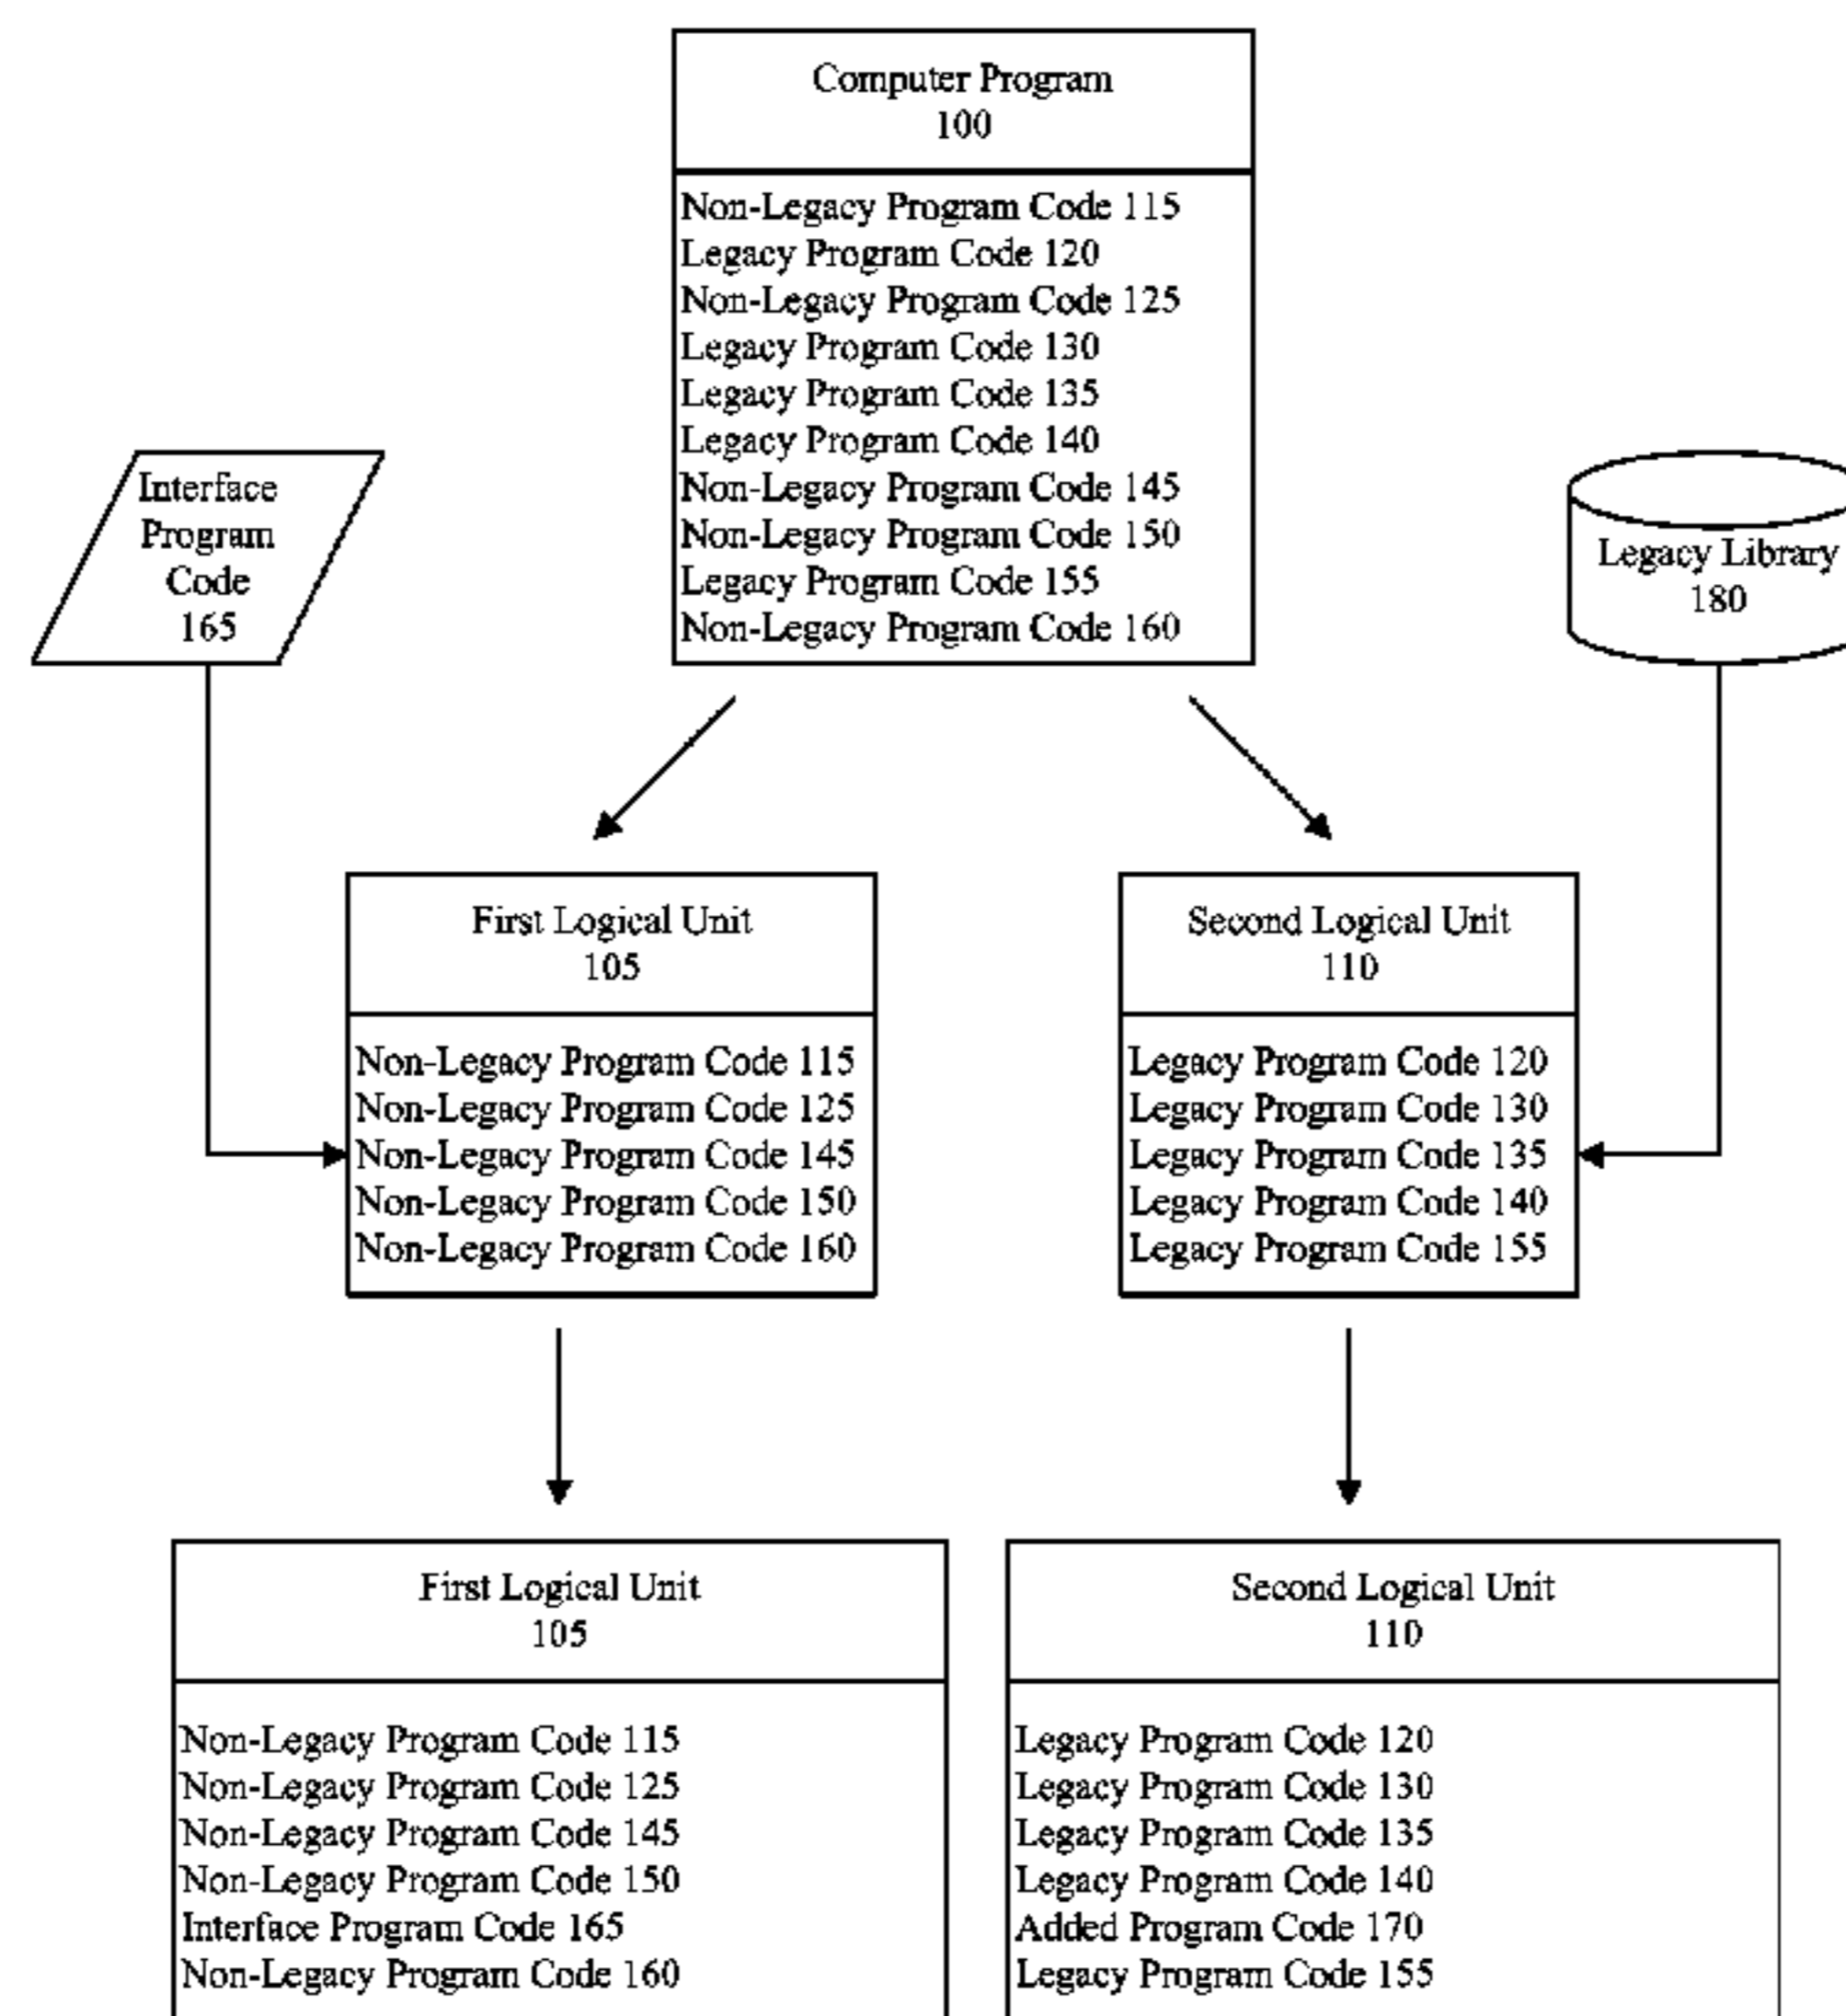 Computer Program
100
Non-Legacy Program Code 115
Legacy Program Code 120
Non-Legacy Program Code 125
Legacy Program Code 130
Legacy Program Code 135
Legacy Program Code 140
Non-Legacy Program Code 145
Non-Legacy Program Code 150
Legacy Program Code 155
Non-Legacy Program Code 160
Interface
Program
Code
165
Legacy Library
180
First Logical Unit
105
Non-Legacy Program Code 115
Non-Legacy Program Code 125
Non-Legacy Program Code 145
Non-Legacy Program Code 150
Non-Legacy Program Code 160
Second Logical Unit
110
Legacy Program Code 120
Legacy Program Code 130
Legacy Program Code 135
Legacy Program Code 140
Legacy Program Code 155
First Logical Unit
105
Non-Legacy Program Code 115
Non-Legacy Program Code 125
Non-Legacy Program Code 145
Non-Legacy Program Code 150
Interface Program Code 165
Non-Legacy Program Code 160
Second Logical Unit
110
Legacy Program Code 120
Legacy Program Code 130
Legacy Program Code 135
Legacy Program Code 140
Added Program Code 170
Legacy Program Code 155